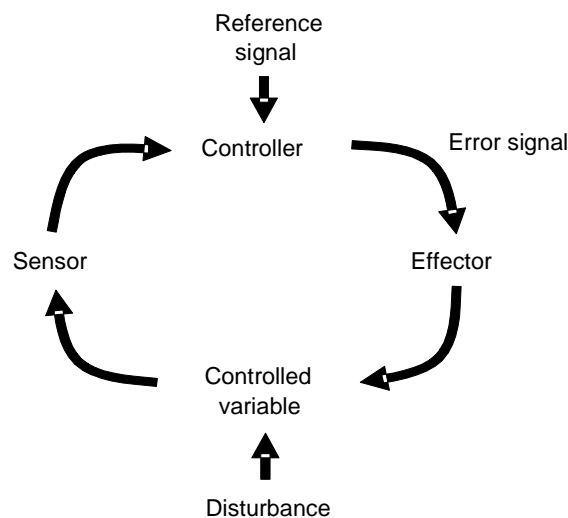 Reference
signal
Controller
Error signal
Sensor
Effector
Controlled
variable
Disturbance